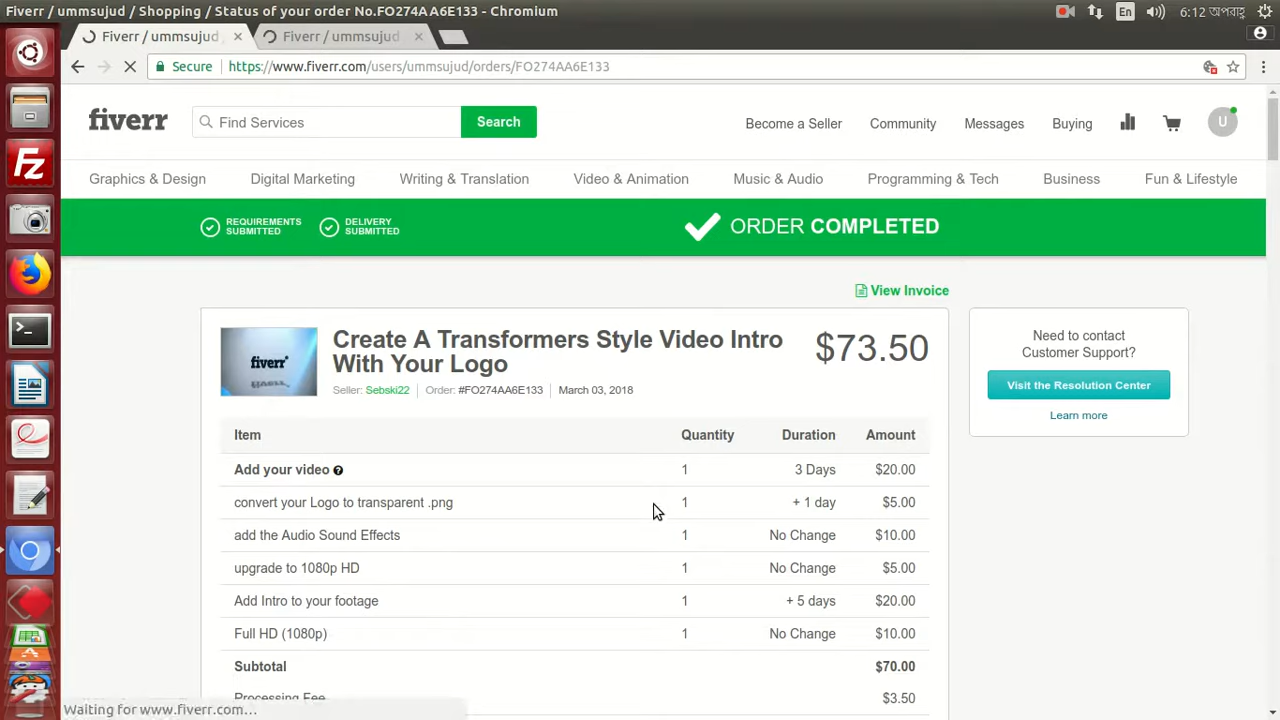 Fiverr / ummsujud / Shopping / Status of your order No.FO274AA6E133 - Chromium
En
6:12 অপরাহ্ণ
Fiverr / ummsujud
Fiverr / ummsujud
Secure
https://www.fiverr.com/users/ummsujud/orders/FO274AA6E133
fiverr
Find Services
Search
Become a Seller
Community
Messages
Buying
U
Graphics & Design
Digital Marketing
Writing & Translation
Video & Animation
Music & Audio
Programming & Tech
Business
Fun & Lifestyle
REQUIREMENTS
SUBMITTED
DELIVERY
SUBMITTED
ORDER COMPLETED
View Invoice
fiverr
Create A Transformers Style Video Intro
With Your Logo
$73.50
Seller: Sebski22
Order: #FO274AA6E133
March 03, 2018
Need to contact
Customer Support?
Visit the Resolution Center
Learn more
Item Quantity Duration Amount
Add your video 1 3 Days $20.00
convert your Logo to transparent .png 1 + 1 day $5.00
add the Audio Sound Effects 1 No Change $10.00
upgrade to 1080p HD 1 No Change $5.00
Add Intro to your footage 1 + 5 days $20.00
Full HD (1080p) 1 No Change $10.00
Subtotal $70.00
Processing Fee $3.50
Waiting for www.fiverr.com...